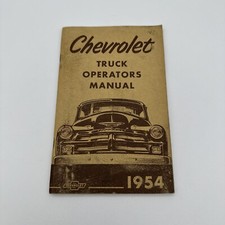 Chevrolet
TRUCK
OPERATORS
MANUAL
1954